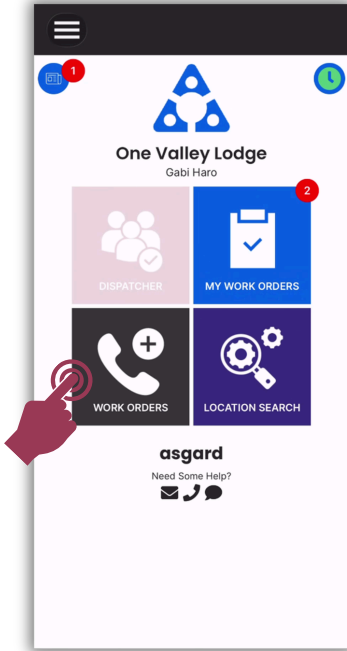 1
One Valley Lodge
Gabi Haro
2
DISPATCHER
MY WORK ORDERS
WORK ORDERS
LOCATION SEARCH
asgard
Need Some Help?